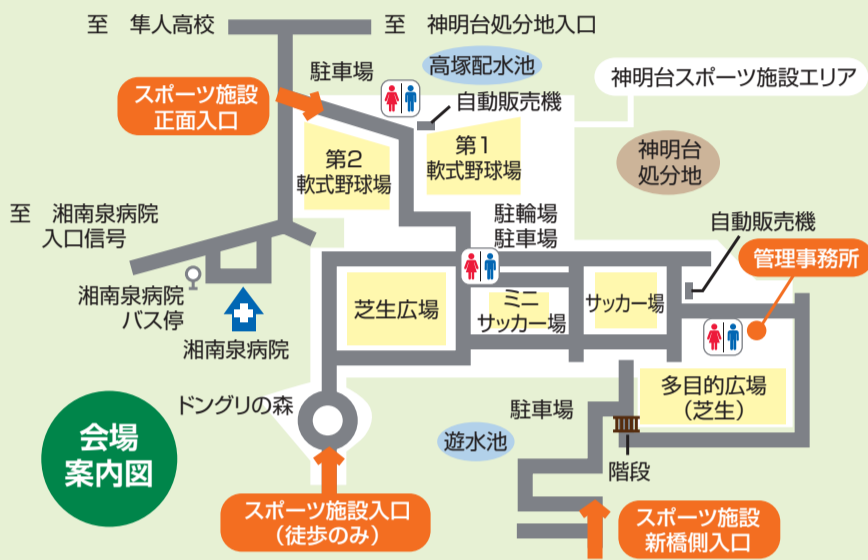 至 隼人高校
至 神明台処分地入口
駐車場
高塚配水池
神明台スポーツ施設エリア
スポーツ施設
正面入口
自動販売機
第2
軟式野球場
第1
軟式野球場
神明台
処分地
至 湘南泉病院
入口信号
駐輪場
駐車場
自動販売機
管理事務所
湘南泉病院
バス停
湘南泉病院
芝生広場
ミニ
サッカー場
サッカー場
多目的広場
(芝生)
ドングリの森
駐車場
遊水池
階段
会場
案内図
スポーツ施設入口
(徒歩のみ)
スポーツ施設
新橋側入口